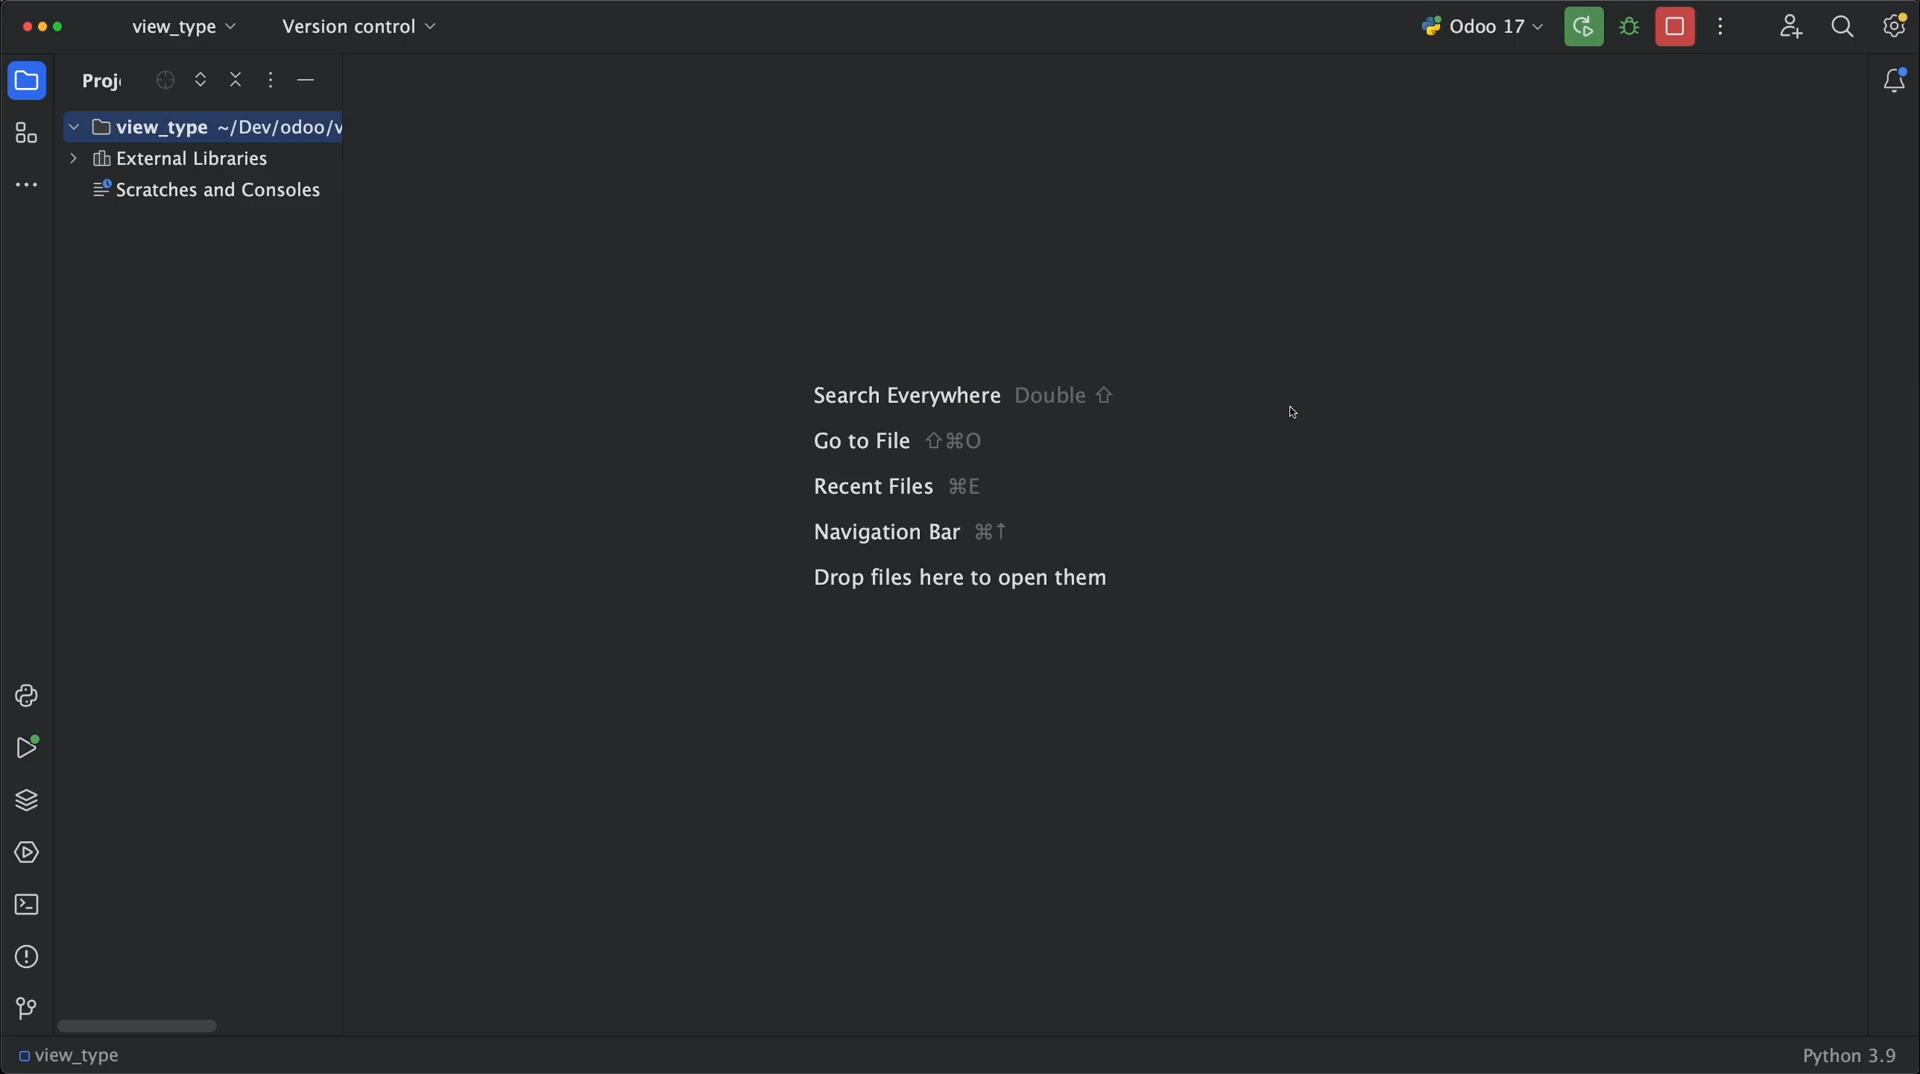 view_type
Version control
Odoo 17
Proj
view_type ~/Dev/odoo/v
External Libraries
Scratches and Consoles
Search Everywhere Double ⇧
Go to File ⇧⌘O
Recent Files ⌘E
Navigation Bar ⌘↑
Drop files here to open them
view_type
Python 3.9